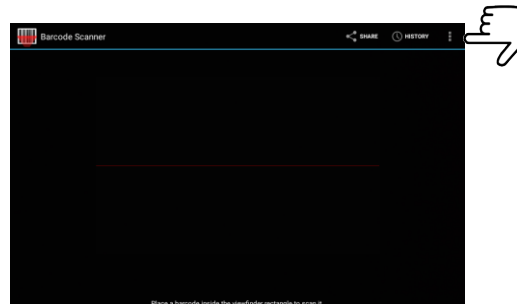 Barcode Scanner SHARE HISTORY
Place a barcode inside the viewfinder rectangle to scan it.